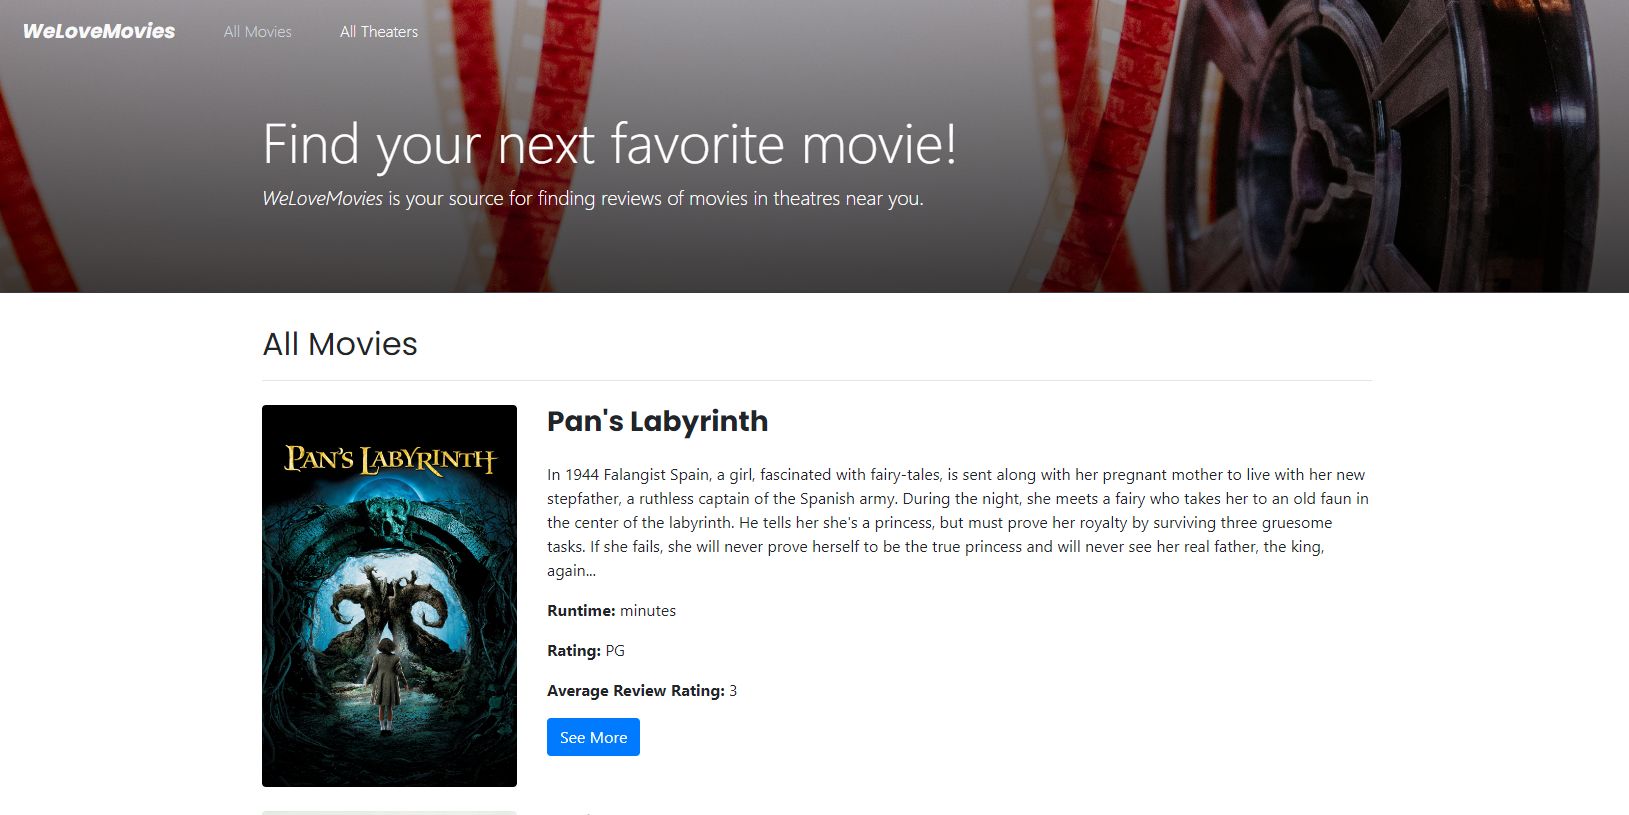 WeLoveMovies All Movies All Theaters
Find your next favorite movie!
WeLoveMovies is your source for finding reviews of movies in theatres near you.
All Movies
PAN'S LABYRINTH
Pan's Labyrinth
In 1944 Falangist Spain, a girl, fascinated with fairy-tales, is sent along with her pregnant mother to live with her new
stepfather, a ruthless captain of the Spanish army. During the night, she meets a fairy who takes her to an old faun in
the center of the labyrinth. He tells her she's a princess, but must prove her royalty by surviving three gruesome
tasks. If she fails, she will never prove herself to be the true princess and will never see her real father, the king,
again...
Runtime: minutes
Rating: PG
Average Review Rating: 3
See More